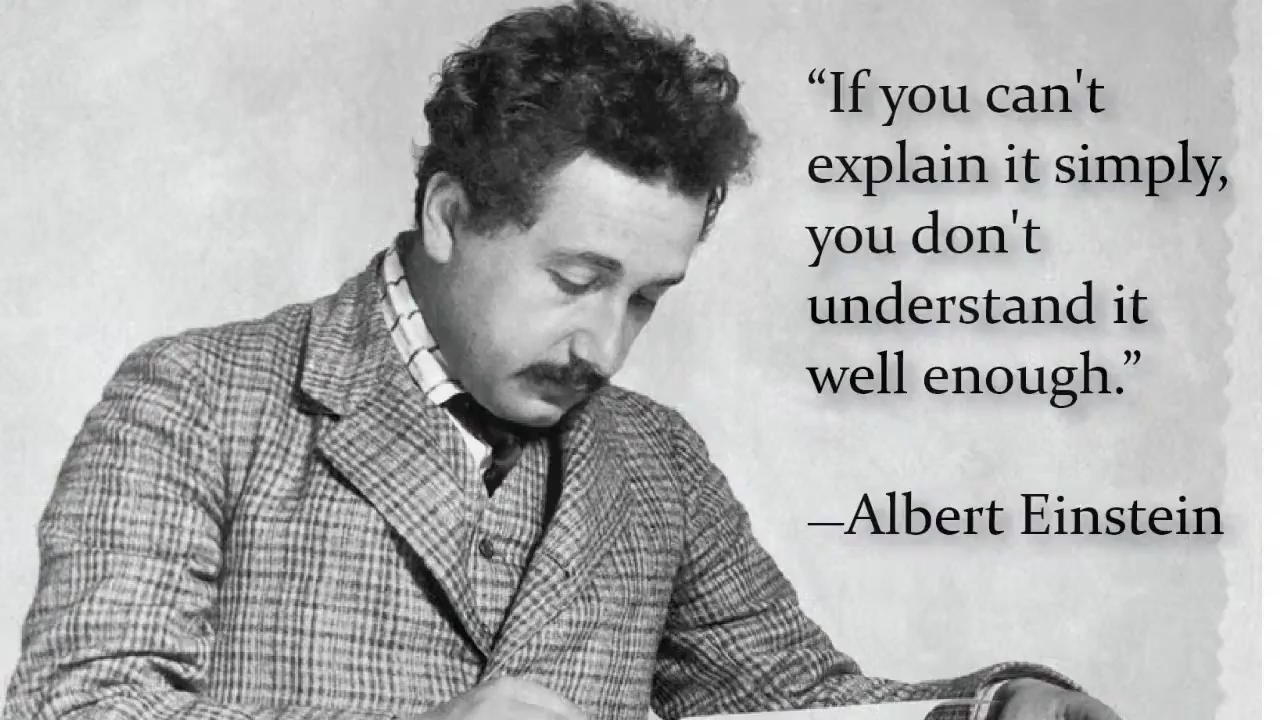 “If you can't
explain it simply,
you don't
understand it
well enough.”
—Albert Einstein